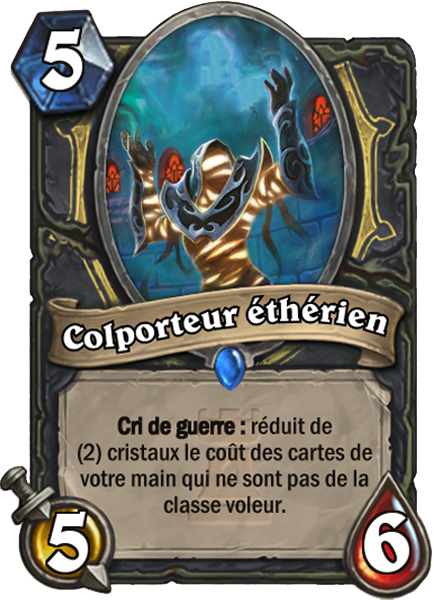 5
Colporteur éthérien
Cri de guerre : réduit de
(2) cristaux le coût des cartes de
votre main qui ne sont pas de la
classe voleur.
5
6